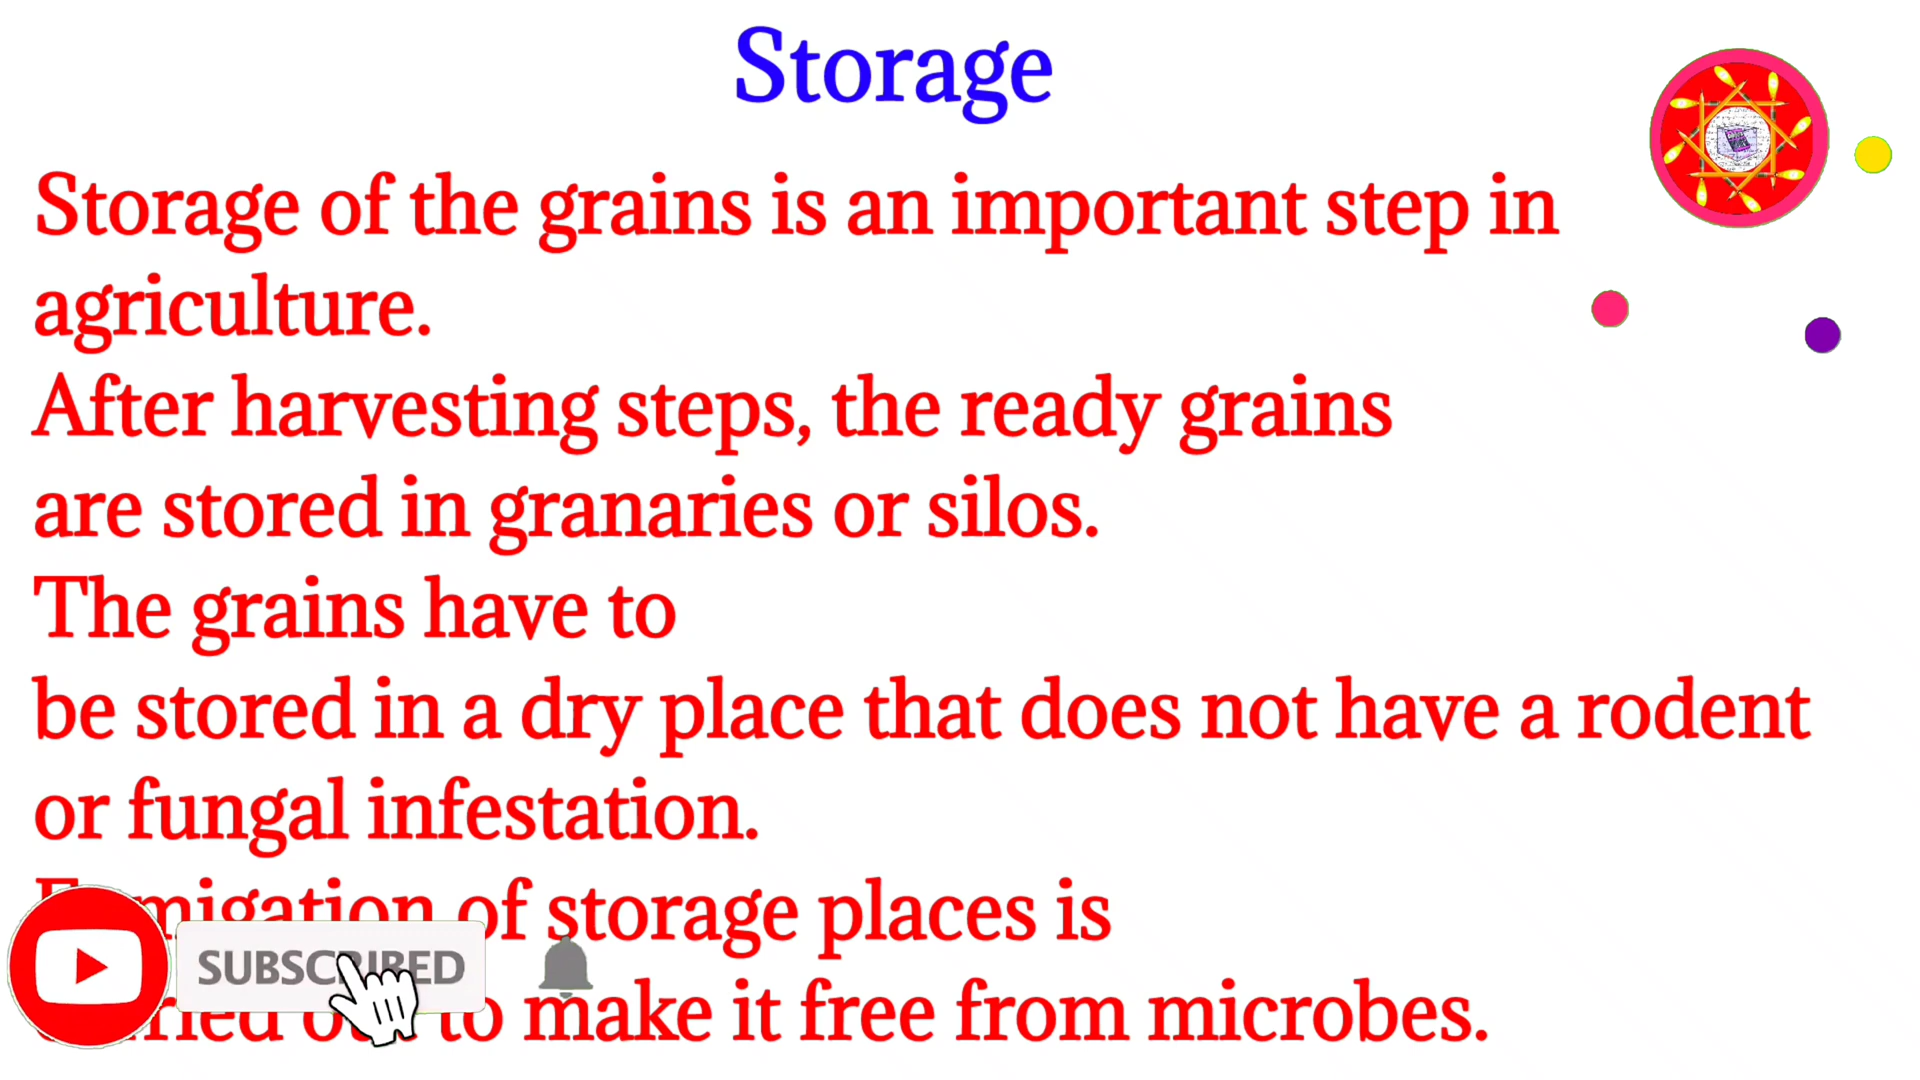 Storage
Storage of the grains is an important step in
agriculture.
After harvesting steps, the ready grains
are stored in granaries or silos.
The grains have to
be stored in a dry place that does not have a rodent
or fungal infestation.
of storage places is
SUBSCRIBED
to make it free from microbes.